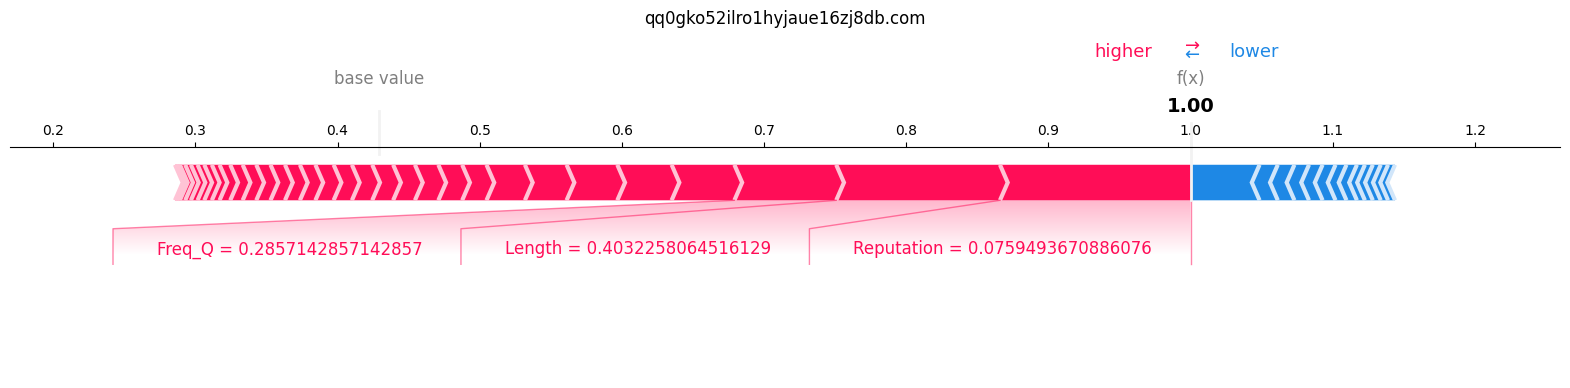 qq0gko52ilro1hyjaue16zj8db.com
higher ⇄ lower
base value f(x)
1.00
0.2 0.3 0.4 0.5 0.6 0.7 0.8 0.9 1.0 1.1 1.2
Freq_Q = 0.2857142857142857 Length = 0.4032258064516129 Reputation = 0.0759493670886076